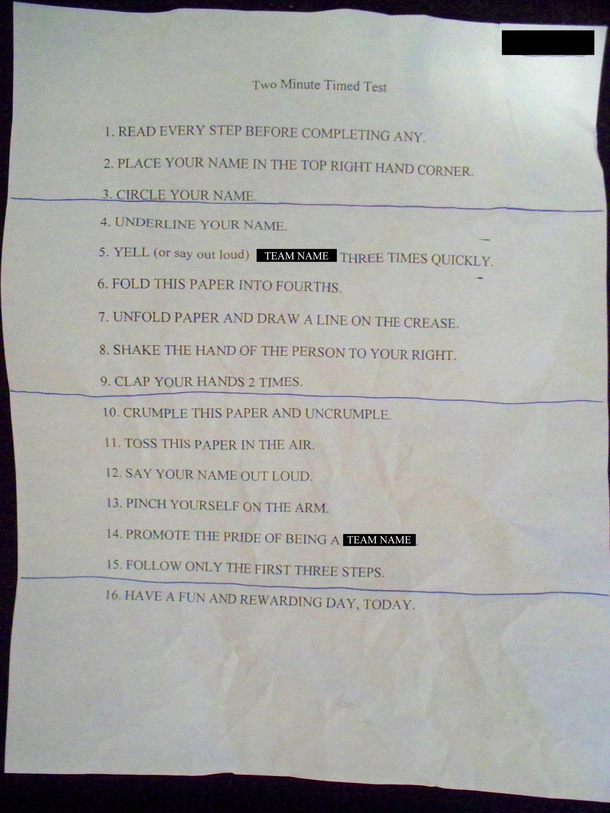 Two Minute Timed Test
1. READ EVERY STEP BEFORE COMPLETING ANY.
2. PLACE YOUR NAME IN THE TOP RIGHT HAND CORNER.
3. CIRCLE YOUR NAME.
4. UNDERLINE YOUR NAME.
5. YELL (or say out loud) TEAM NAME THREE TIMES QUICKLY.
6. FOLD THIS PAPER INTO FOURTHS.
7. UNFOLD PAPER AND DRAW A LINE ON THE CREASE.
8. SHAKE THE HAND OF THE PERSON TO YOUR RIGHT.
9. CLAP YOUR HANDS 2 TIMES.
10. CRUMPLE THIS PAPER AND UNCRUMPLE.
11. TOSS THIS PAPER IN THE AIR.
12. SAY YOUR NAME OUT LOUD.
13. PINCH YOURSELF ON THE ARM.
14. PROMOTE THE PRIDE OF BEING A TEAM NAME
15. FOLLOW ONLY THE FIRST THREE STEPS.
16. HAVE A FUN AND REWARDING DAY, TODAY.